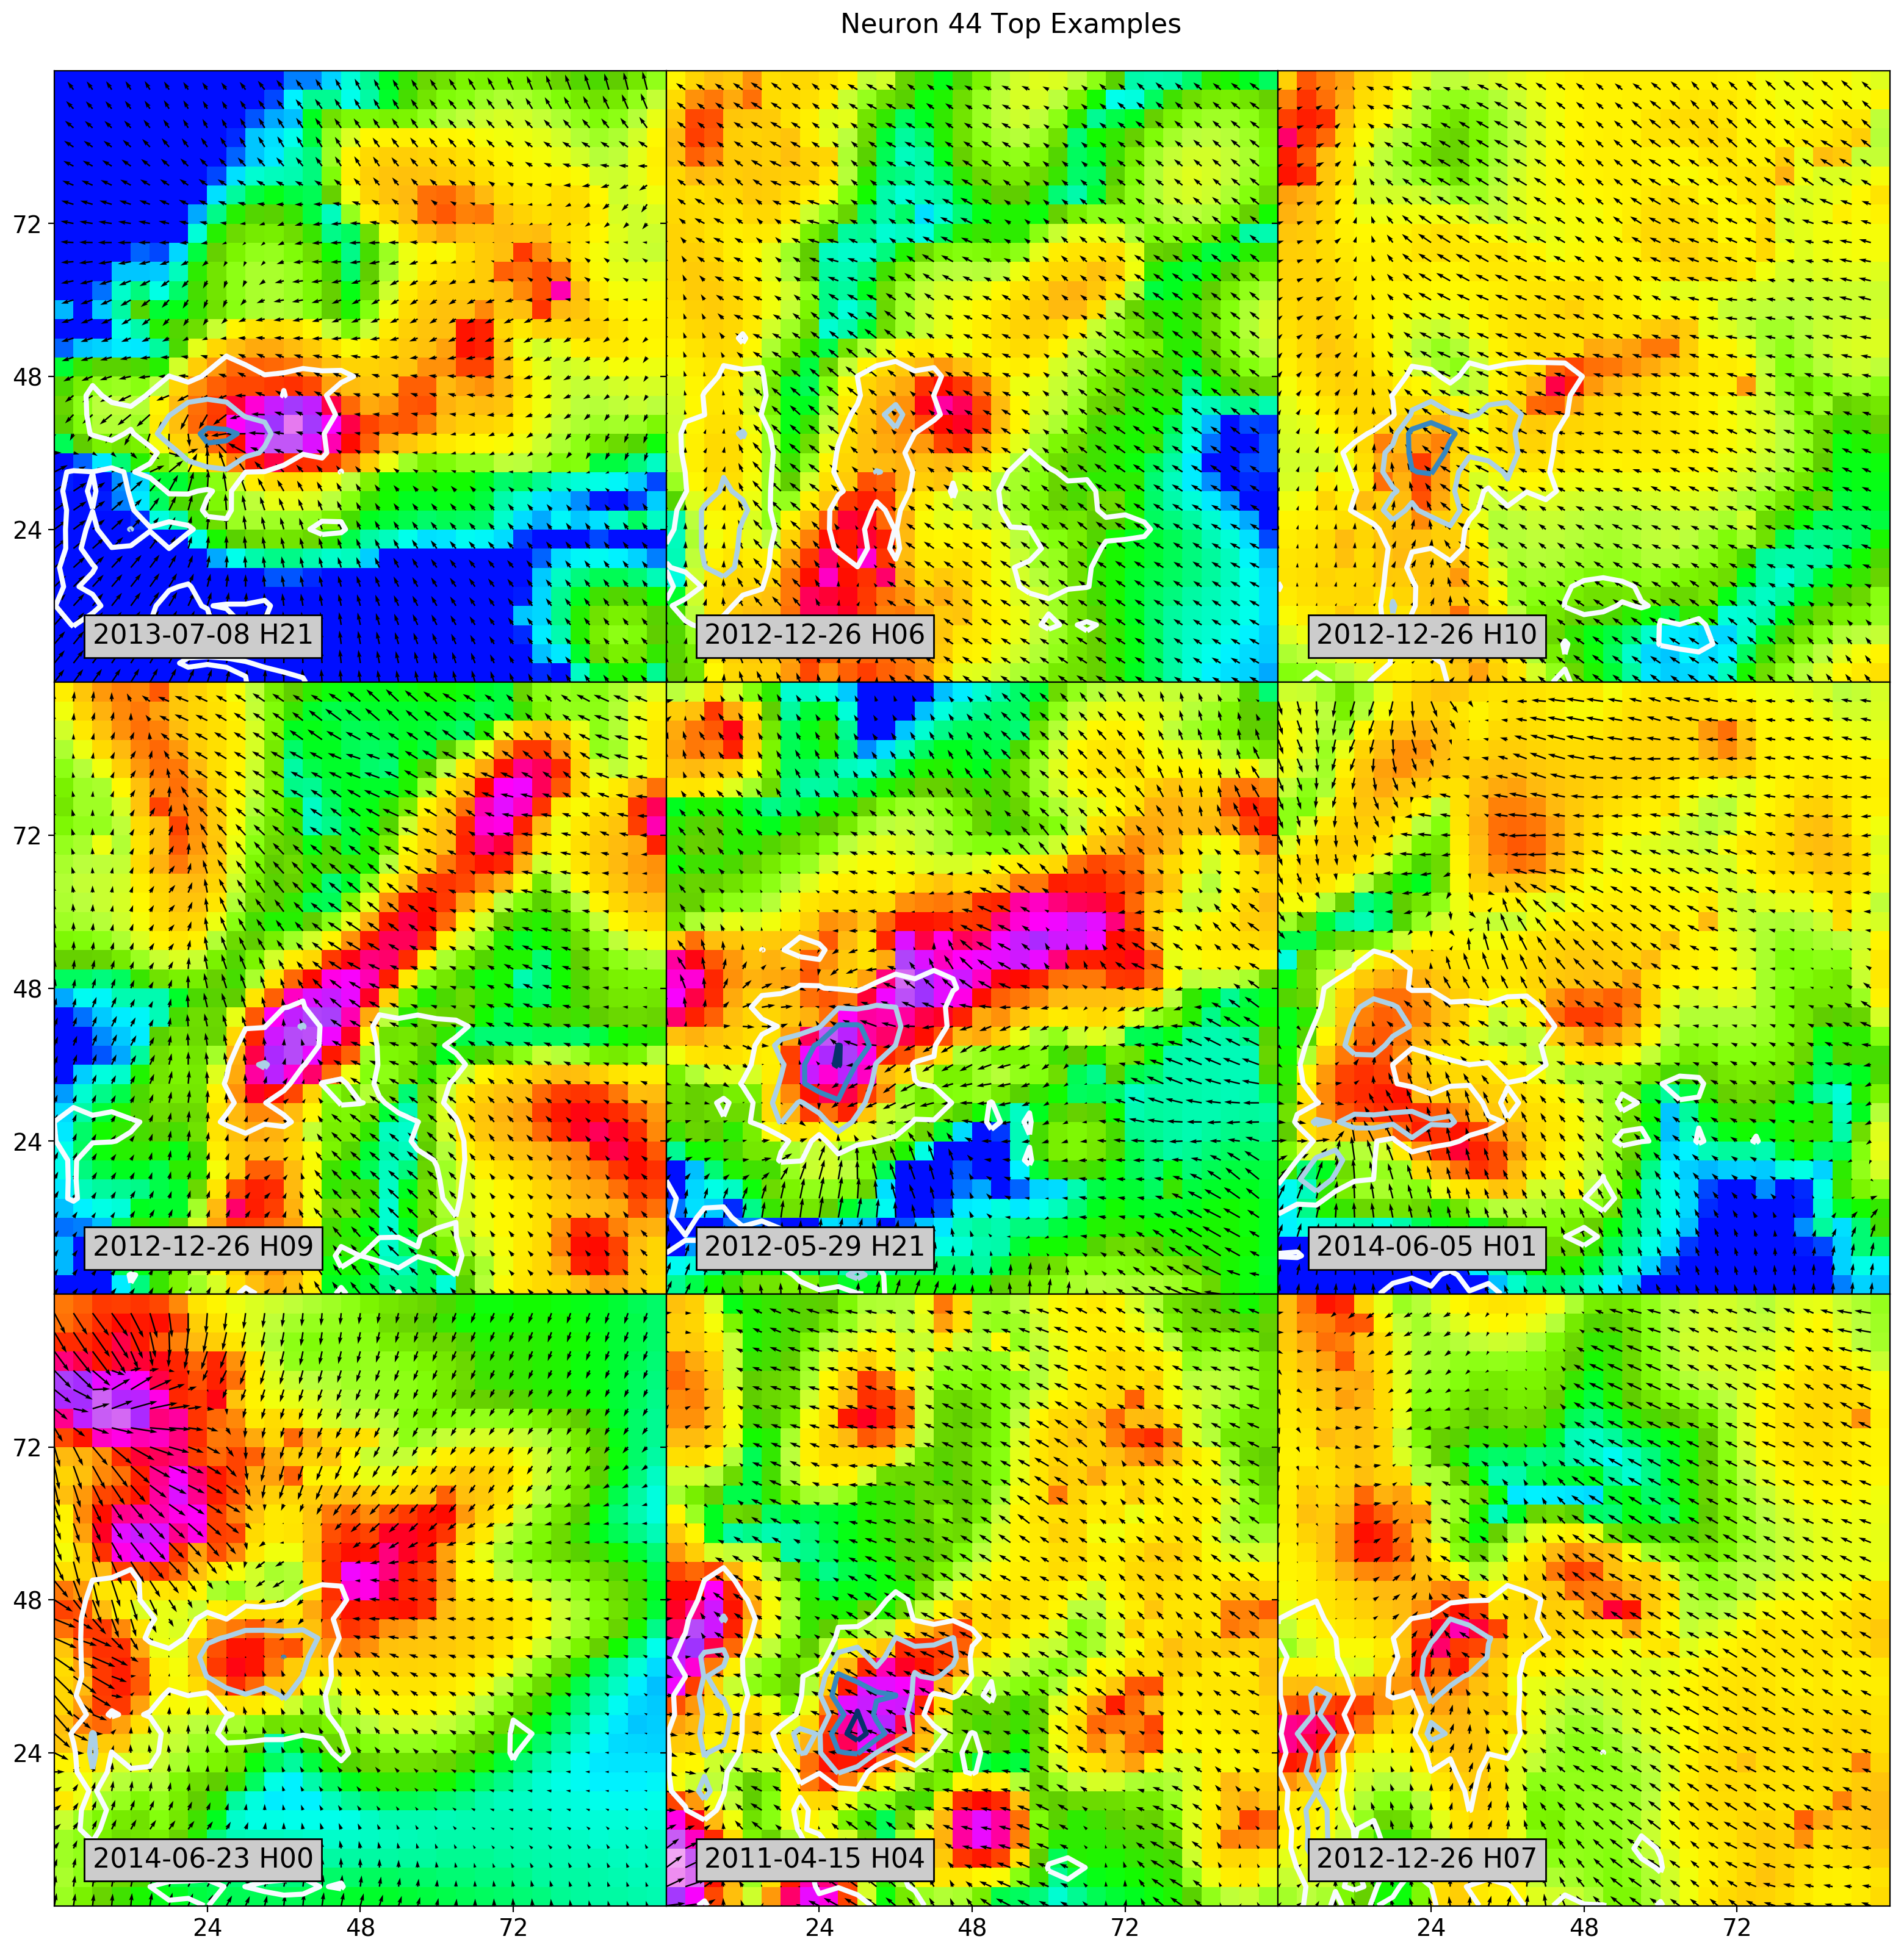 Neuron 44 Top Examples
72
48
24
2013-07-08 H21
2012-12-26 H06
2012-12-26 H10
72
48
24
2012-12-26 H09
2012-05-29 H21
2014-06-05 H01
72
48
24
2014-06-23 H00
2011-04-15 H04
2012-12-26 H07
24 48 72 24 48 72 24 48 72